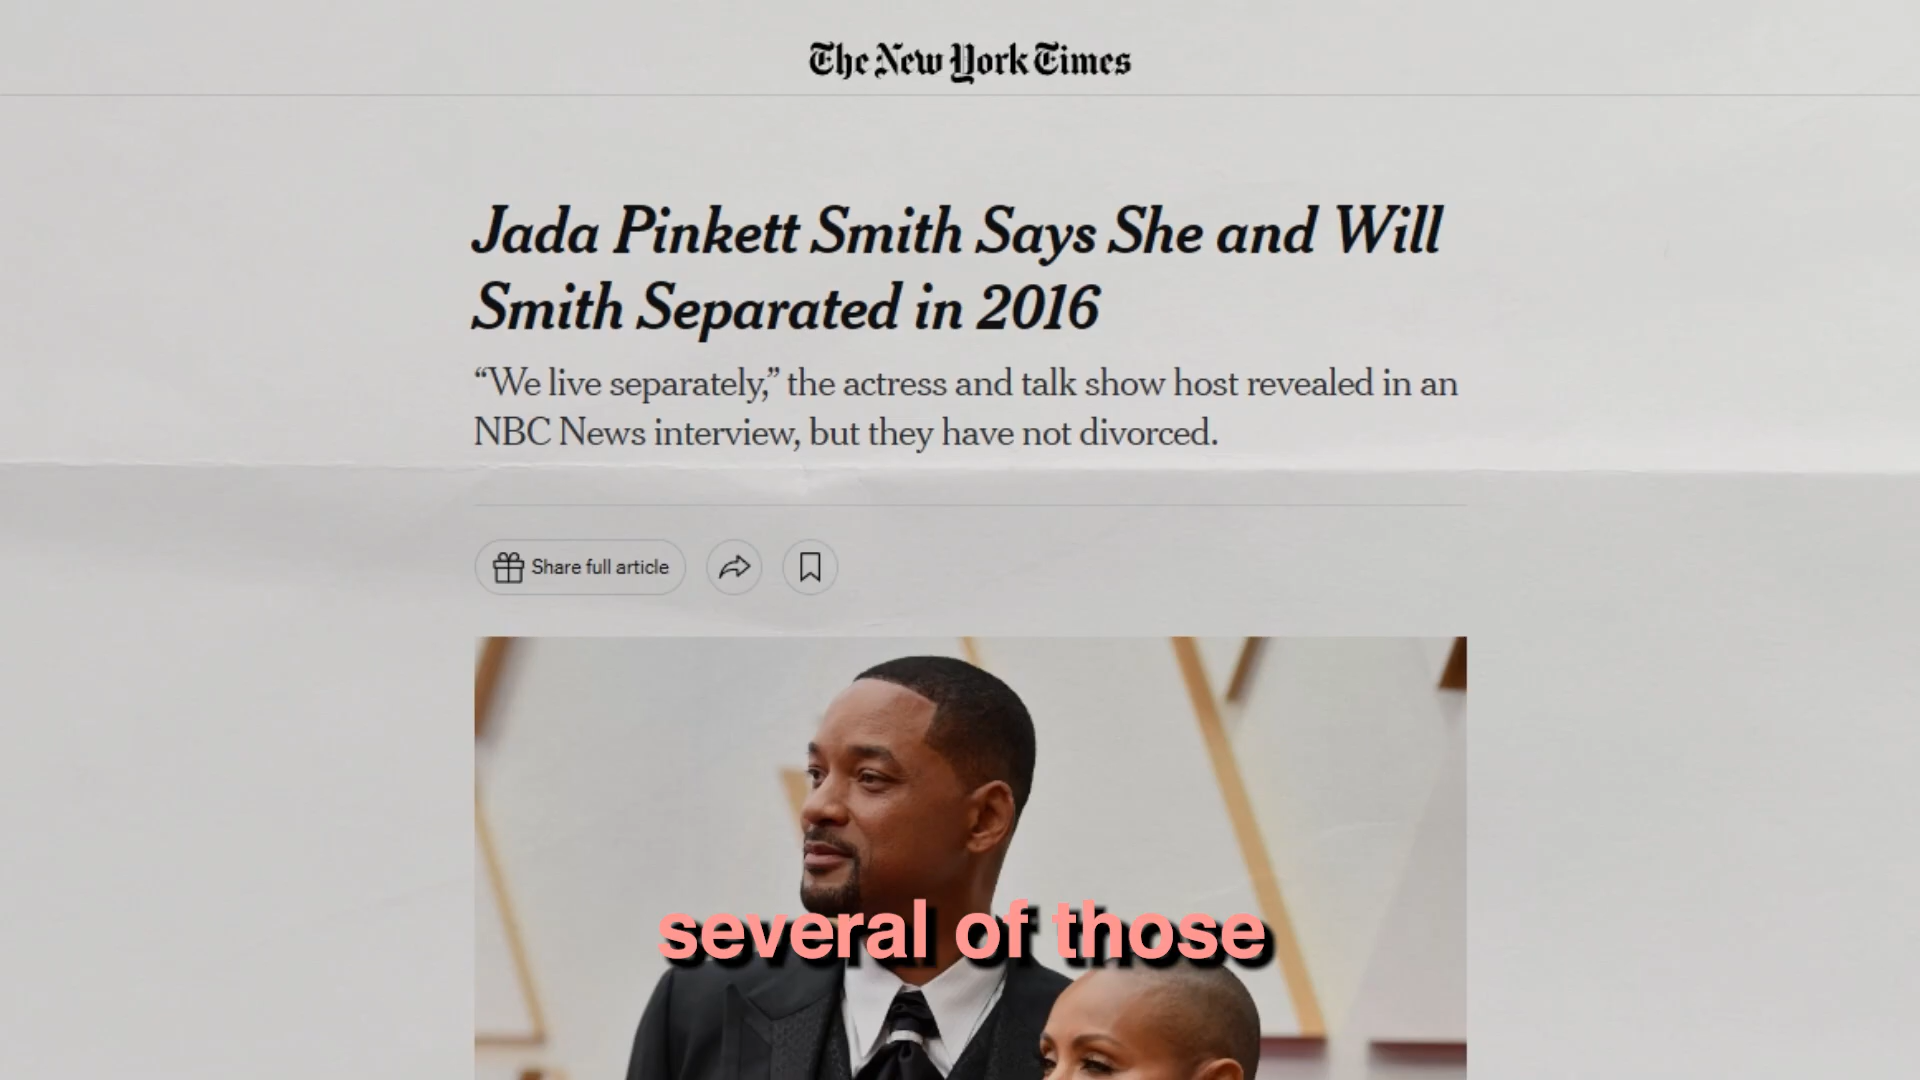 The New York Times
Jada Pinkett Smith Says She and Will
Smith Separated in 2016
“We live separately,” the actress and talk show host revealed in an
NBC News interview, but they have not divorced.
Share full article
several of those